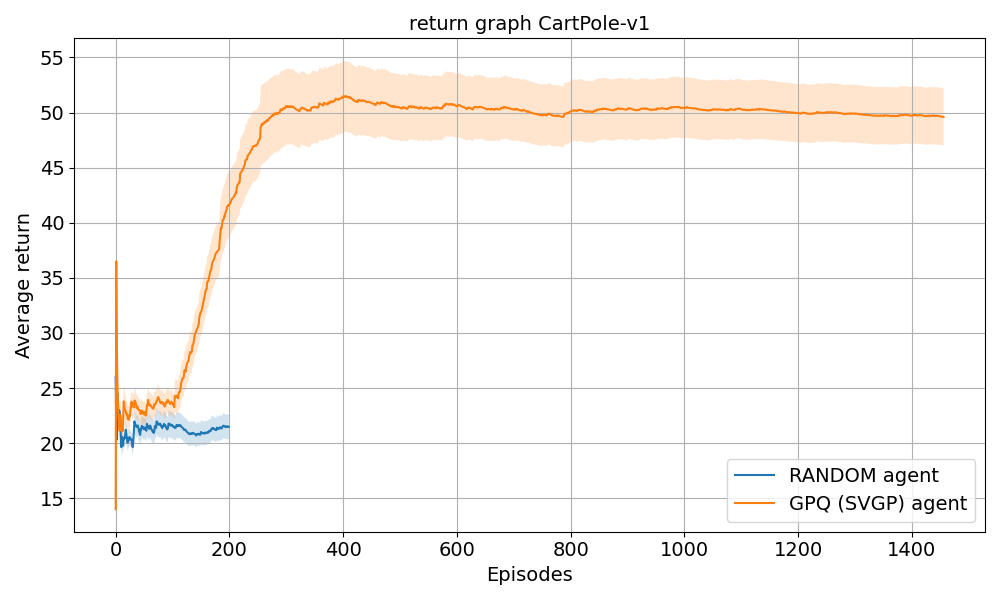 return graph CartPole-v1
Average return
55
50
45
40
35
30
25
20
15
0 200 400 600 800 1000 1200 1400
Episodes
RANDOM agent
GPQ (SVGP) agent